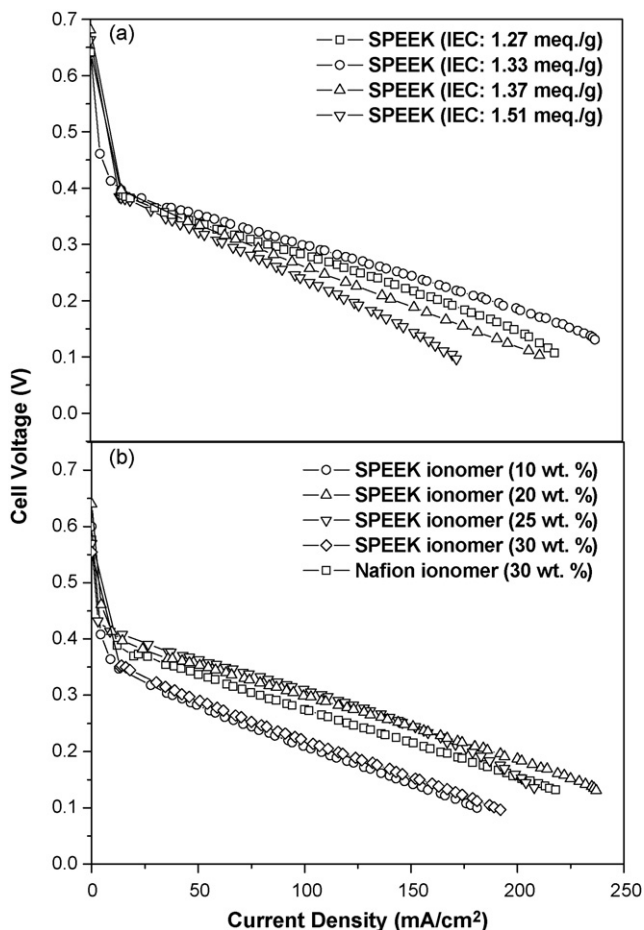 (a)
SPEEK (IEC: 1.27 meq./g)
SPEEK (IEC: 1.33 meq./g)
SPEEK (IEC: 1.37 meq./g)
SPEEK (IEC: 1.51 meq./g)
0.7
0.6
0.5
0.4
0.3
0.2
0.1
0.0
Cell Voltage (V)
(b)
SPEEK ionomer (10 wt. %)
SPEEK ionomer (20 wt. %)
SPEEK ionomer (25 wt. %)
SPEEK ionomer (30 wt. %)
Nafion ionomer (30 wt. %)
0.7
0.6
0.5
0.4
0.3
0.2
0.1
0.0
0 50 100 150 200 250
Current Density (mA/cm²)